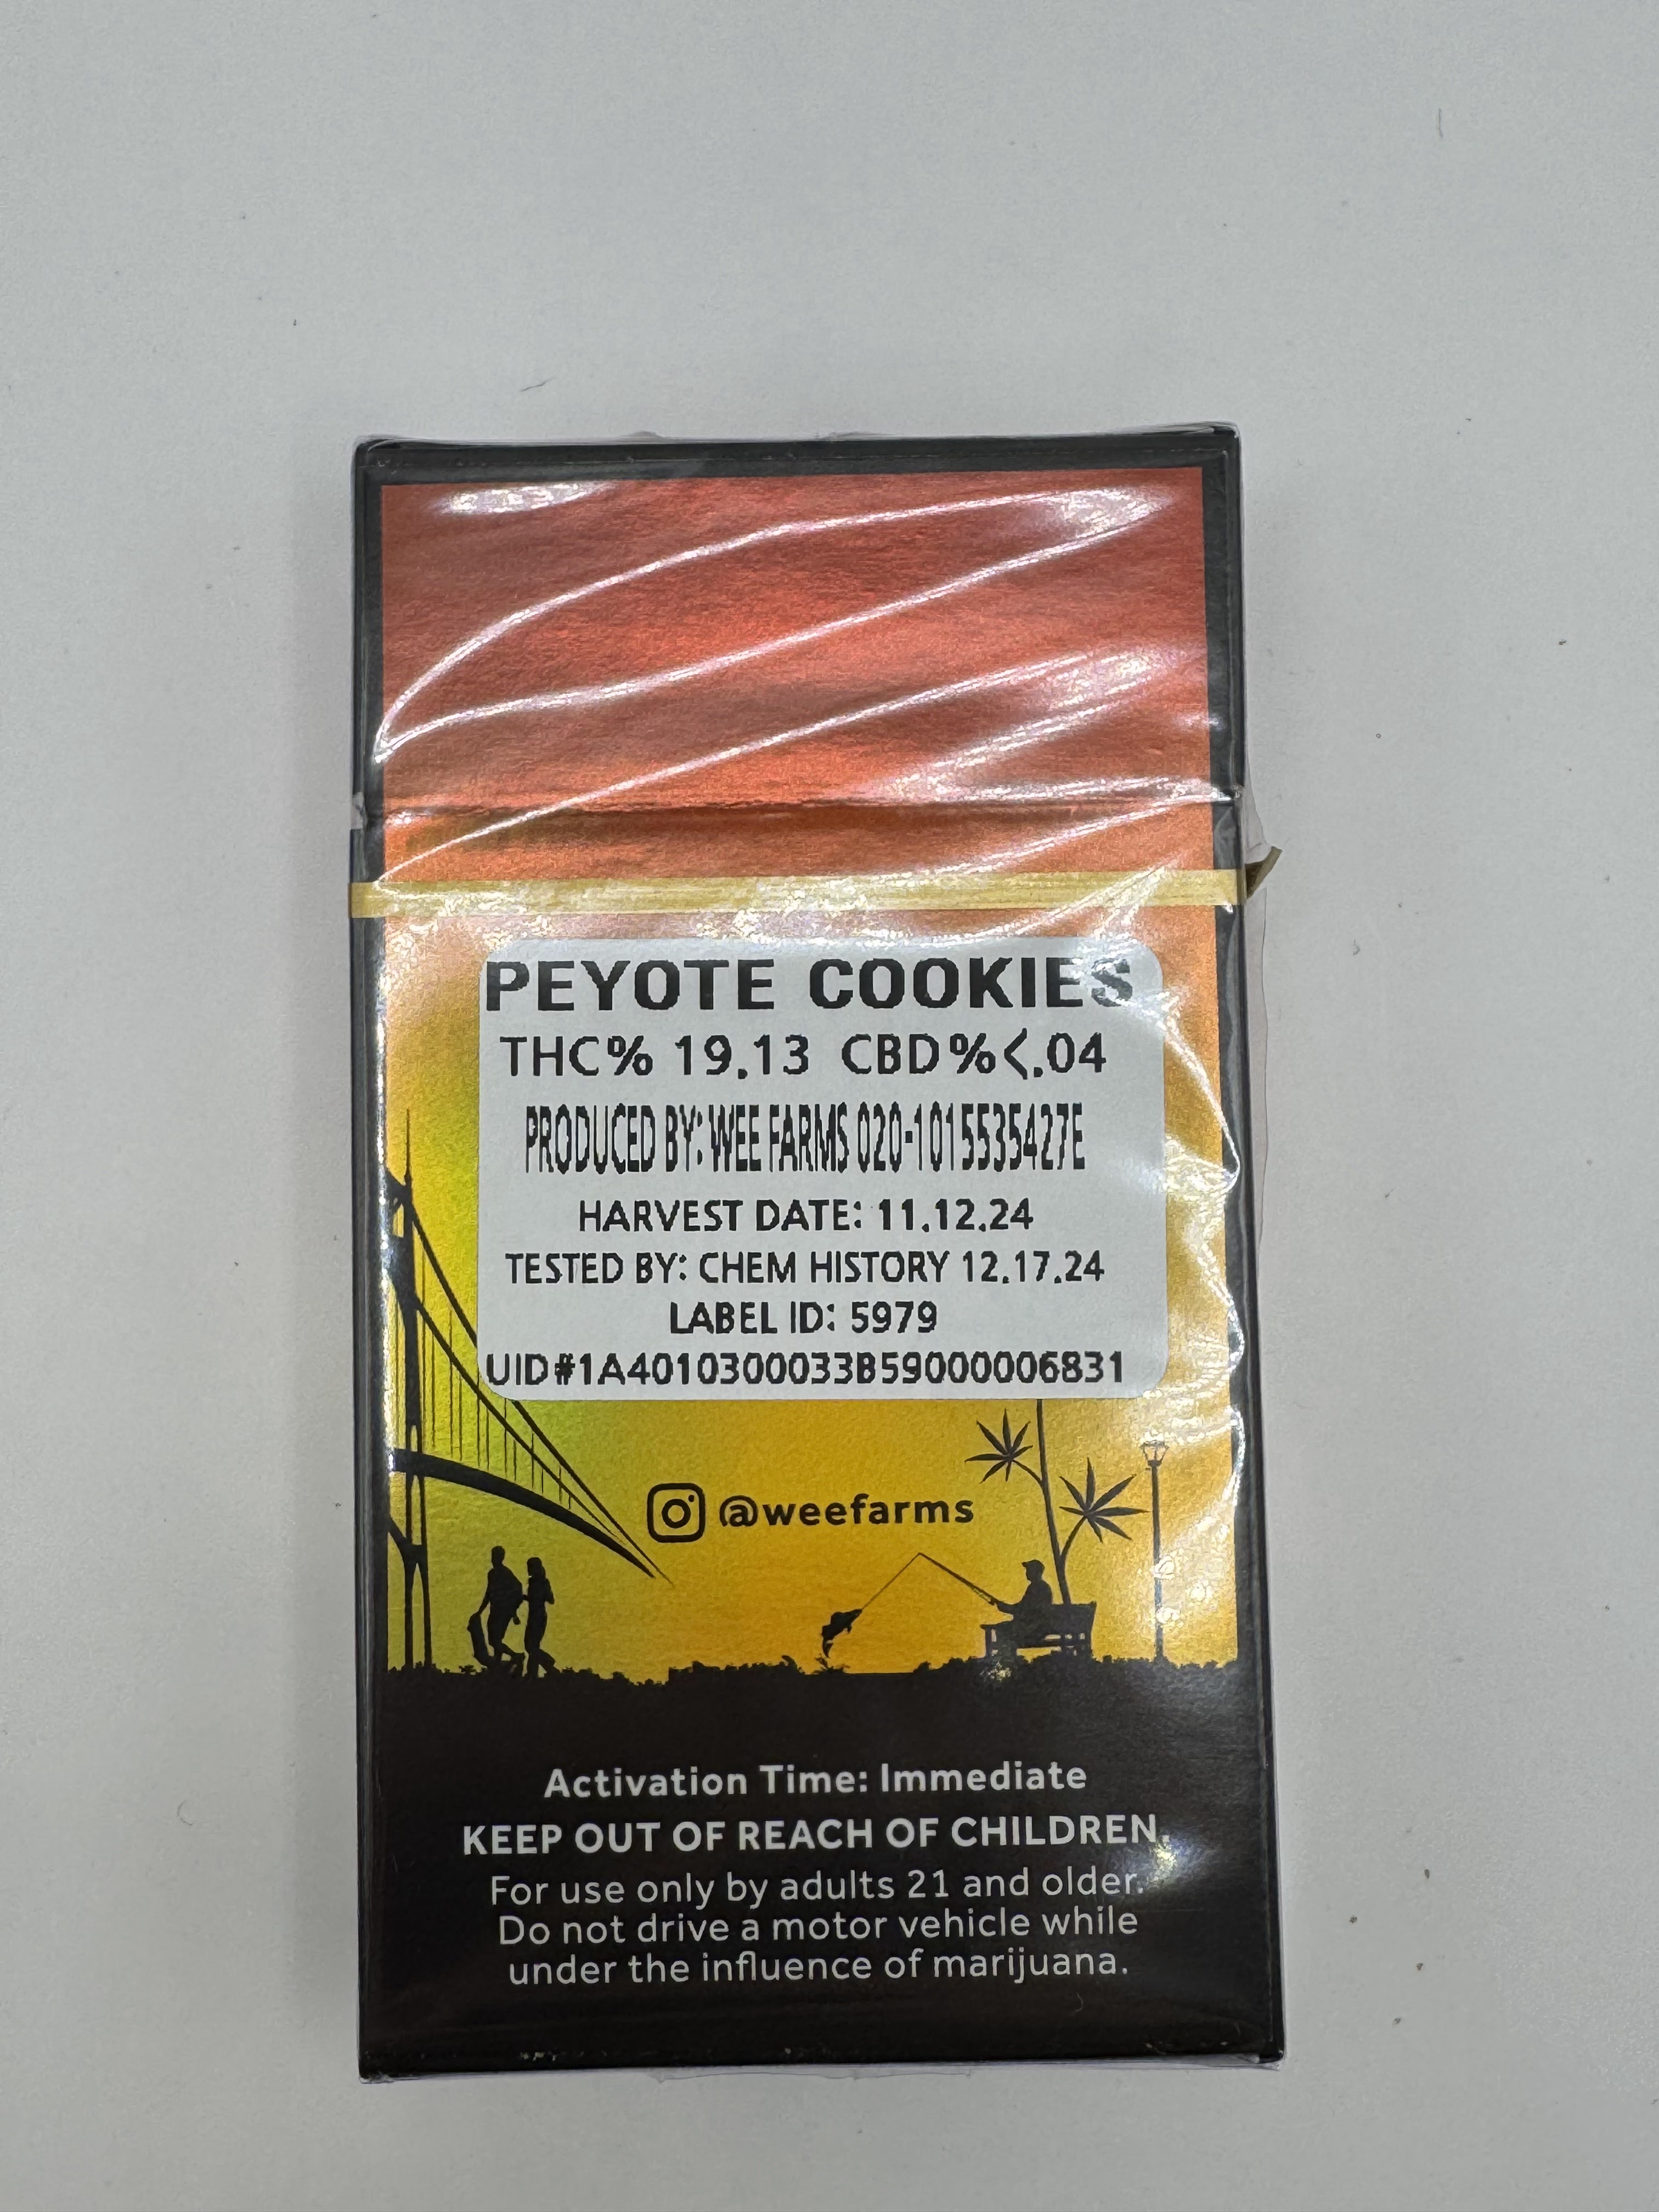 PEYOTE COOKIES
THC% 19.13 CBD%<.04
PRODUCED BY: WEE FARMS 020-1015535427E
HARVEST DATE: 11.12.24
TESTED BY: CHEM HISTORY 12.17.24
LABEL ID: 5979
UID#1A4010300033B59000006831
@weefarms
Activation Time: Immediate
KEEP OUT OF REACH OF CHILDREN.
For use only by adults 21 and older.
Do not drive a motor vehicle while
under the influence of marijuana.